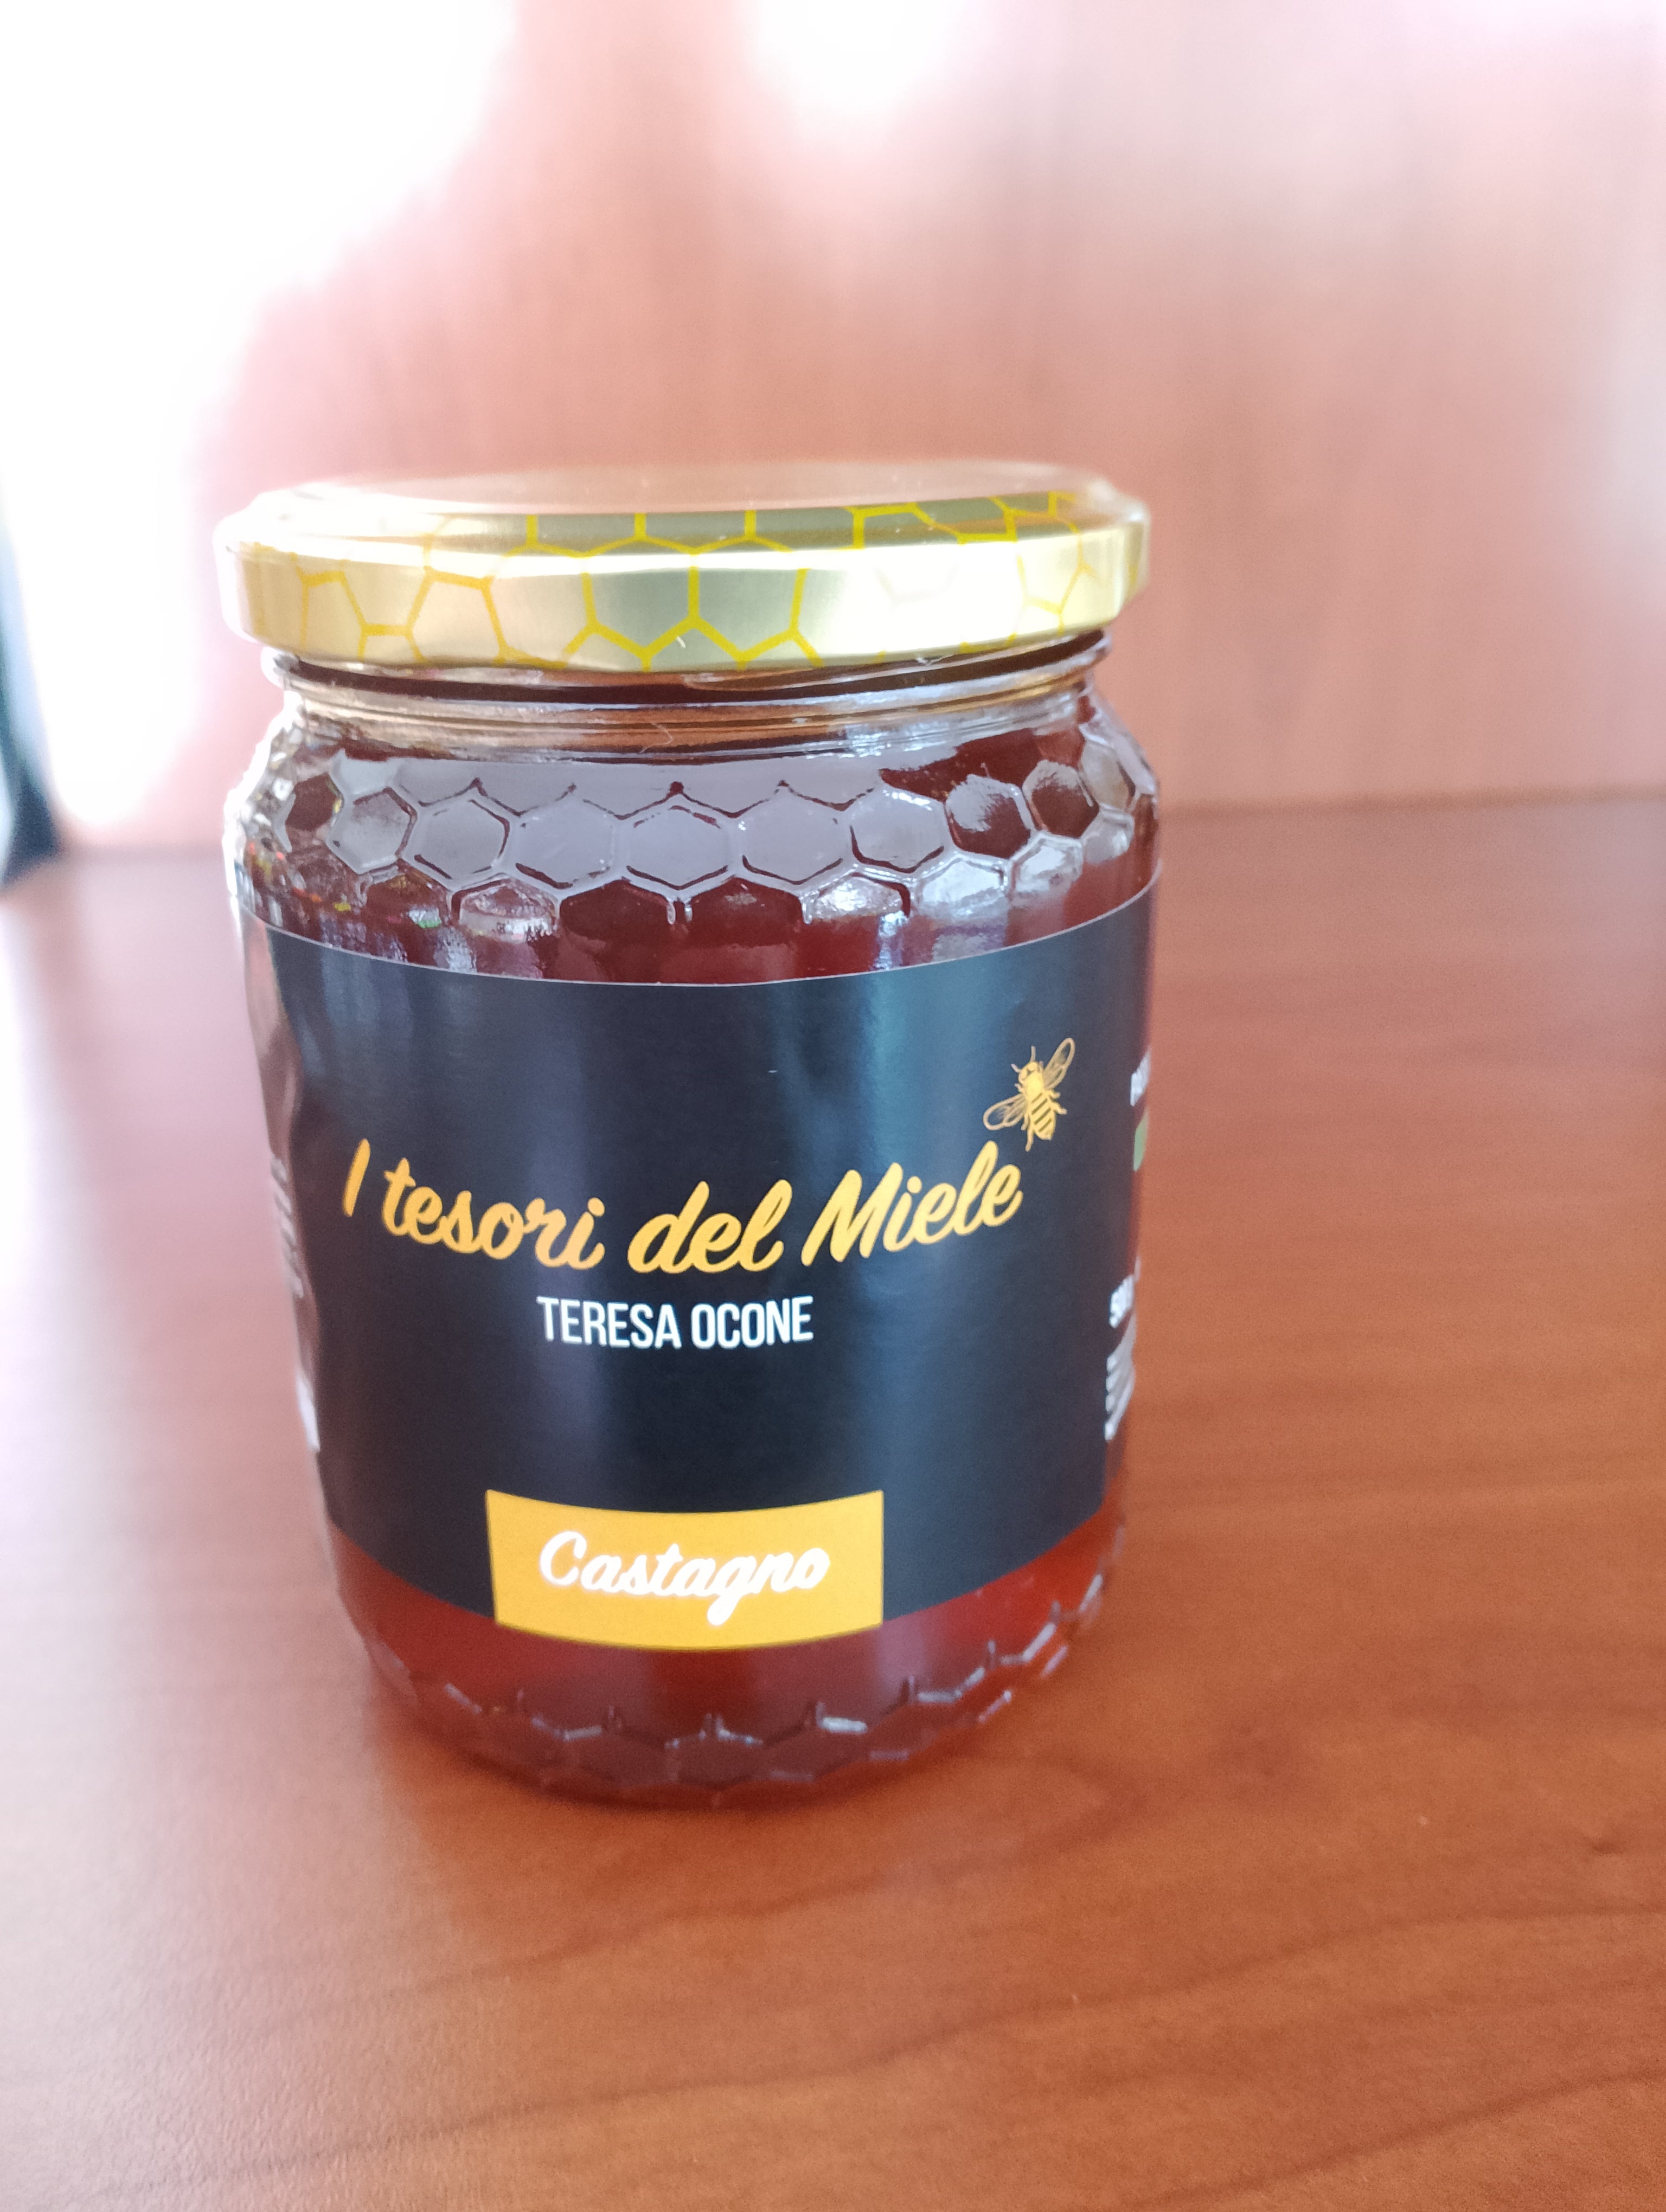 I tesori del Miele
TERESA OCONE
Castagno